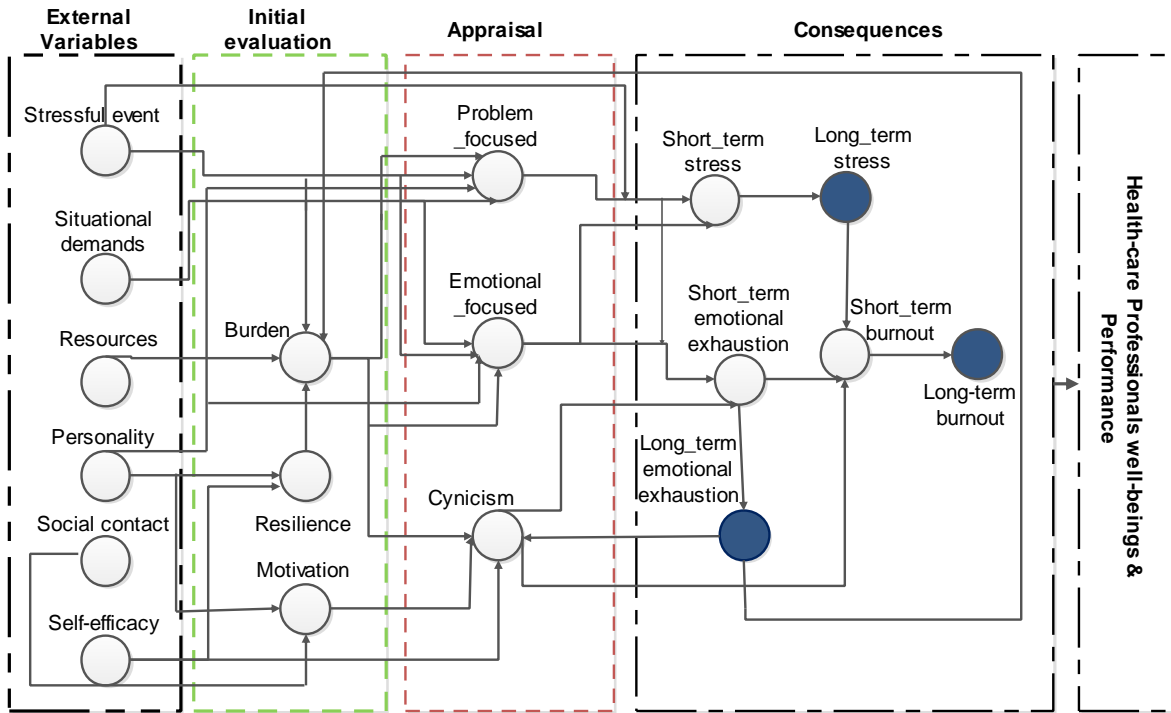 External
Variables
Initial
evaluation
Appraisal
Consequences
Stressful event
Situational
demands
Resources
Personality
Social contact
Self-efficacy
Burden
Resilience
Motivation
Problem
_focused
Emotional
_focused
Cynicism
Short_term
stress
Long_term
stress
Short_term
emotional
exhaustion
Short_term
burnout
Long-term
burnout
Long_term
emotional
exhaustion
Health-care Professionals well-beings &
Performance